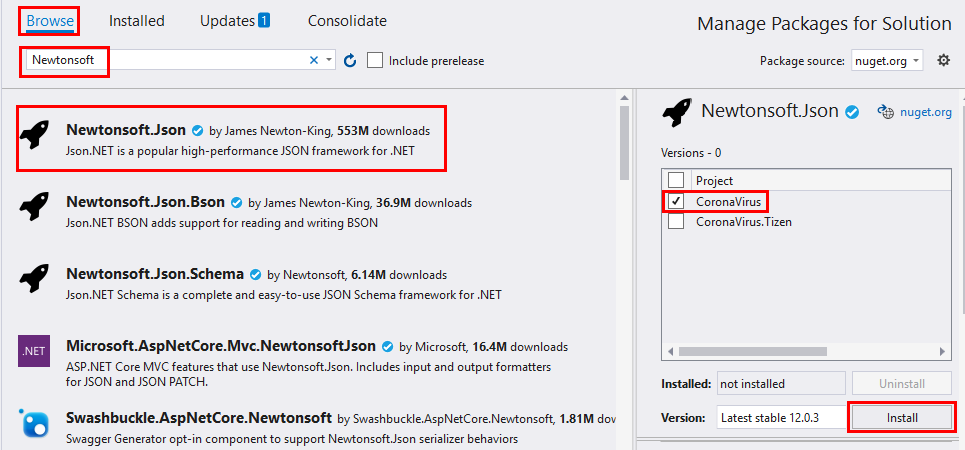 Browse Installed Updates 1 Consolidate
Manage Packages for Solution
Newtonsoft Include prerelease
Package source: nuget.org
Newtonsoft.Json by James Newton-King, 553M downloads
Json.NET is a popular high-performance JSON framework for .NET
Newtonsoft.Json.Bson by James Newton-King, 36.9M downloads
Json.NET BSON adds support for reading and writing BSON
Newtonsoft.Json.Schema by Newtonsoft, 6.14M downloads
Json.NET Schema is a complete and easy-to-use JSON Schema framework for .NET
.NET
Microsoft.AspNetCore.Mvc.NewtonsoftJson by Microsoft, 16.4M downloads
ASP.NET Core MVC features that use Newtonsoft.Json. Includes input and output formatters
for JSON and JSON PATCH.
Swashbuckle.AspNetCore.Newtonsoft by Swashbuckle.AspNetCore.Newtonsoft, 1.81M dow
Swagger Generator opt-in component to support Newtonsoft.Json serializer behaviors
Newtonsoft.Json nuget.org
Versions - 0
Project
CoronaVirus
CoronaVirus.Tizen
Installed: not installed Uninstall
Version: Latest stable 12.0.3 Install